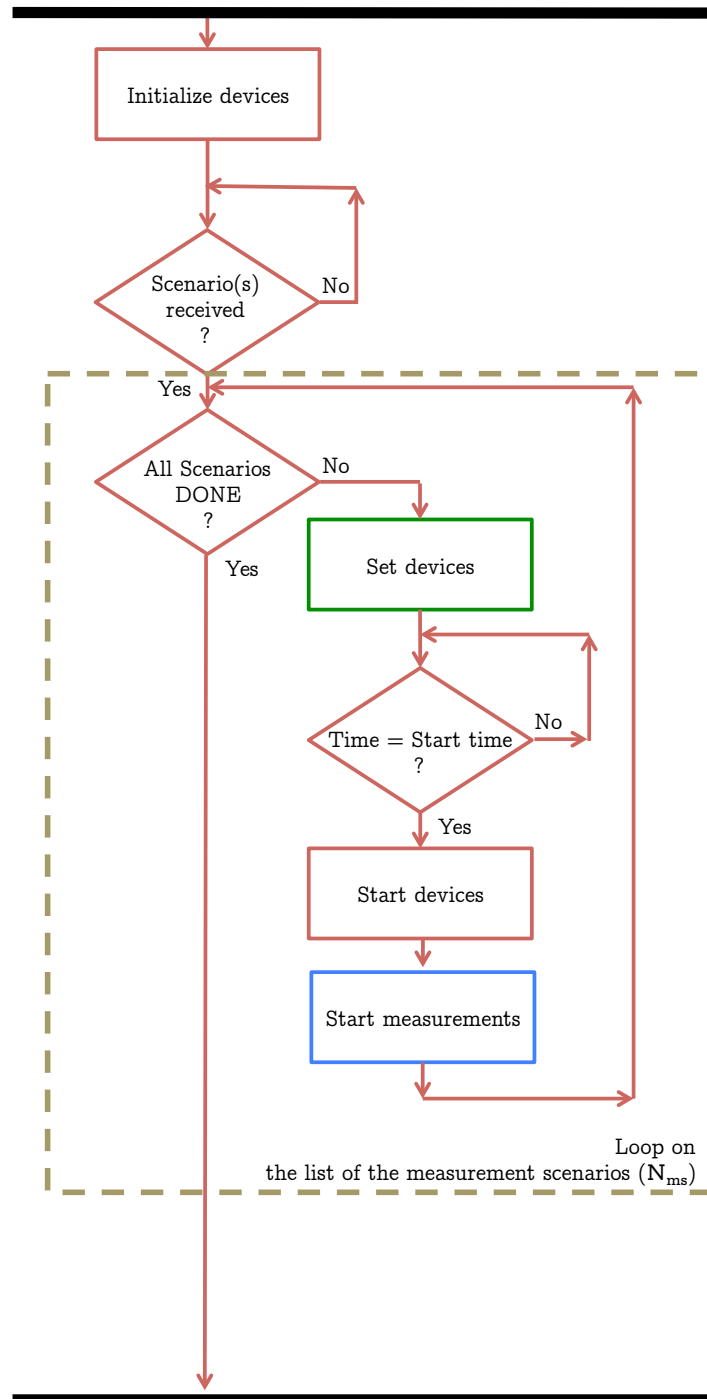 Initialize devices
Scenario(s)
received
?
No
Yes
All Scenarios
DONE
?
No
Yes
Set devices
Time = Start time
?
No
Yes
Start devices
Start measurements
Loop on
the list of the measurement scenarios (N_ms)